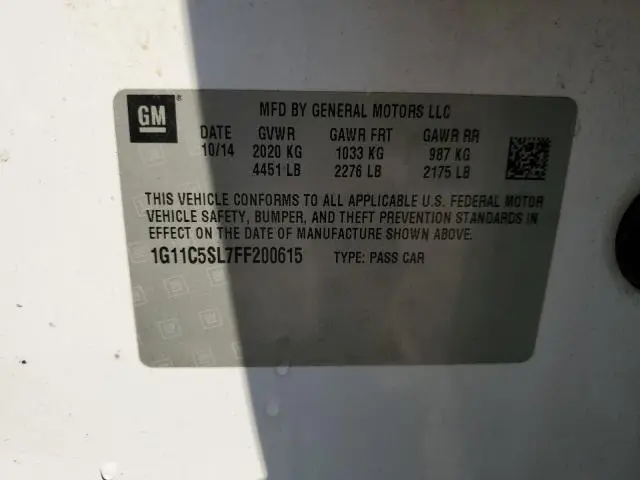 GM ®
MFD BY GENERAL MOTORS LLC
DATE GVWR GAWR FRT GAWR RR
10/14 2020 KG 1033 KG 987 KG
4451 LB 2276 LB 2175 LB
THIS VEHICLE CONFORMS TO ALL APPLICABLE U.S. FEDERAL MOTOR
VEHICLE SAFETY, BUMPER, AND THEFT PREVENTION STANDARDS IN
EFFECT ON THE DATE OF MANUFACTURE SHOWN ABOVE.
1G11C5SL7FF200615 TYPE: PASS CAR